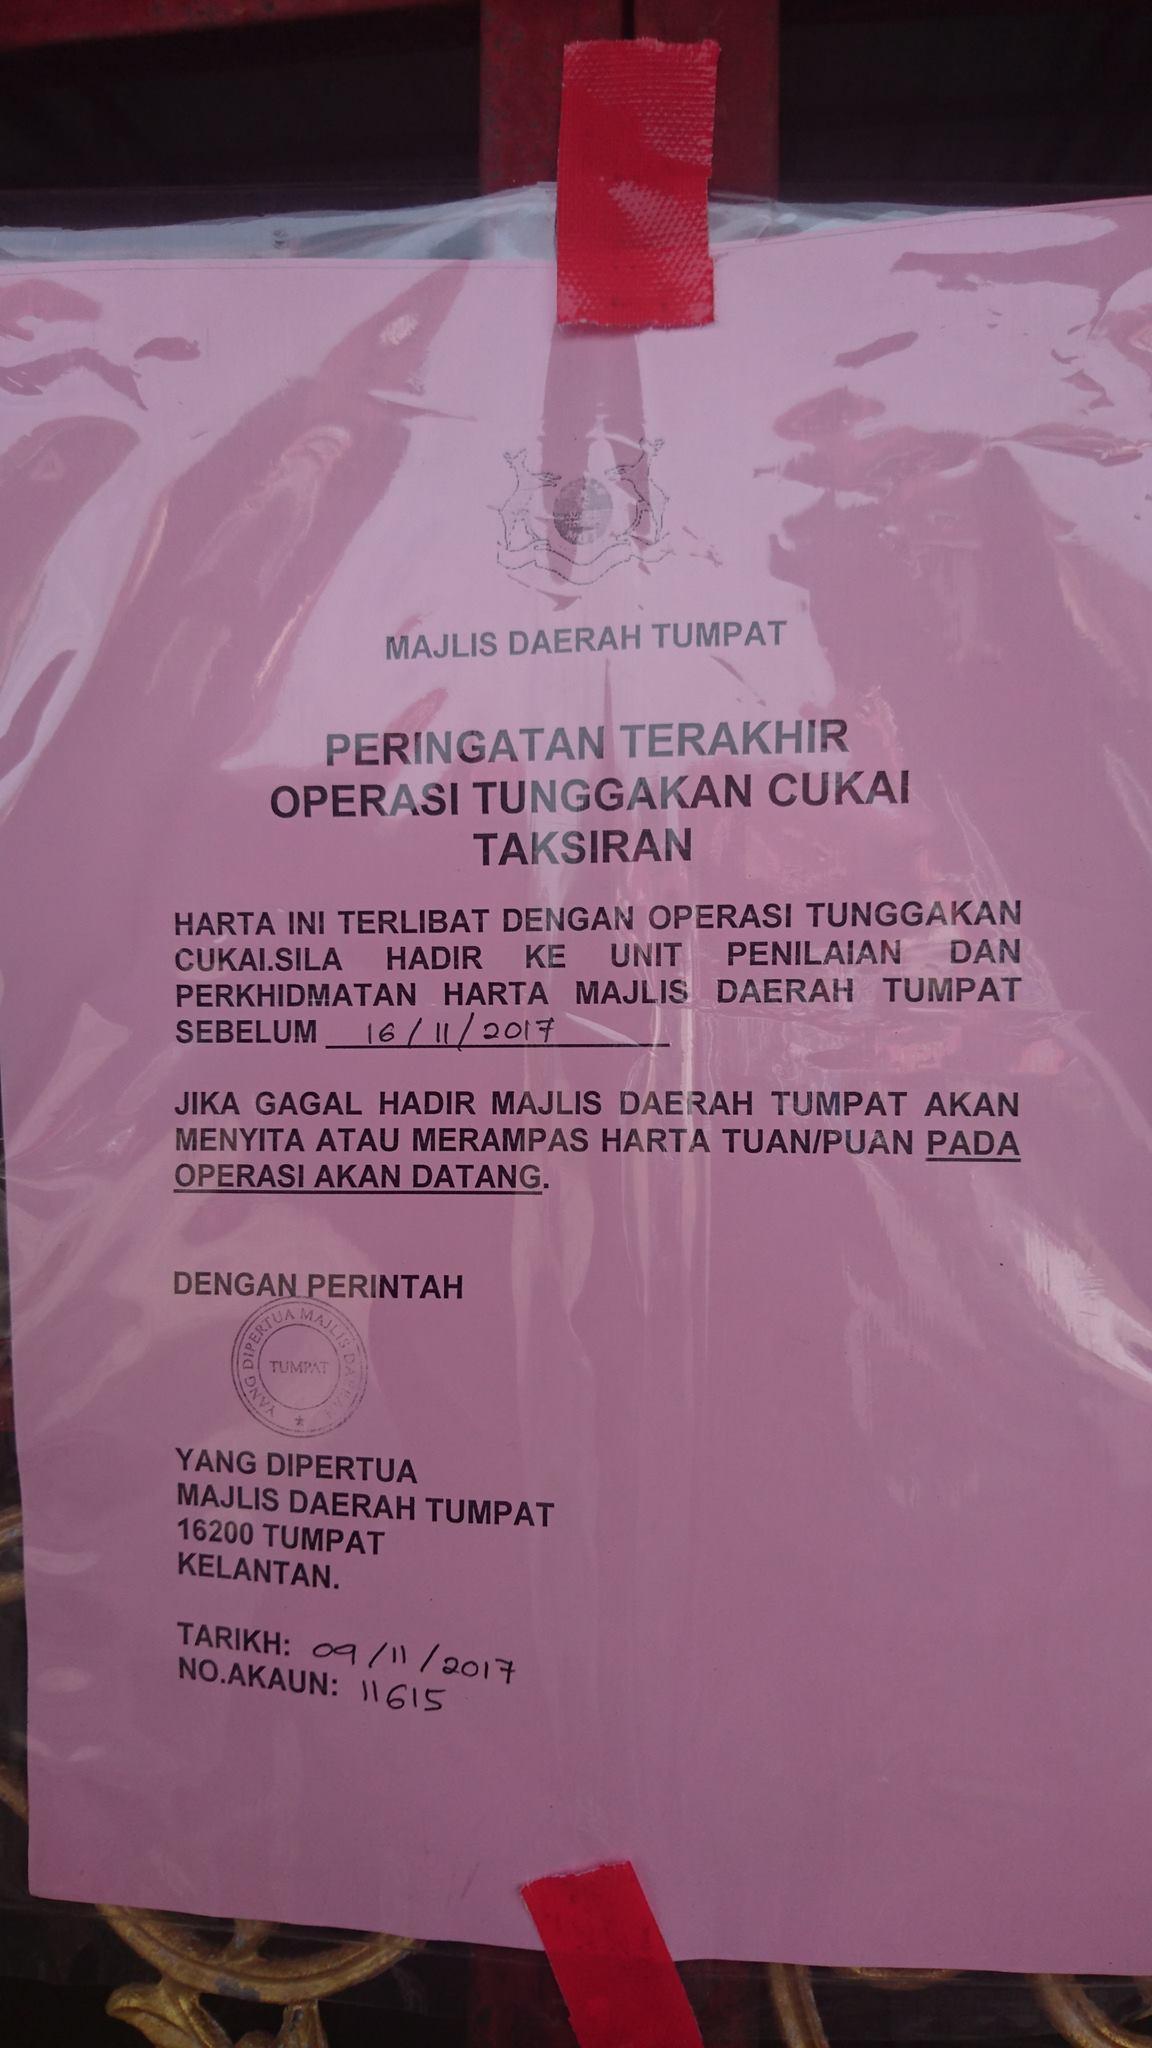 MAJLIS DAERAH TUMPAT
PERINGATAN TERAKHIR
OPERASI TUNGGAKAN CUKAI
TAKSIRAN
HARTA INI TERLIBAT DENGAN OPERASI TUNGGAKAN
CUKAI.SILA HADIR KE UNIT PENILAIAN DAN
PERKHIDMATAN HARTA MAJLIS DAERAH TUMPAT
SEBELUM 16/11/2017
JIKA GAGAL HADIR MAJLIS DAERAH TUMPAT AKAN
MENYITA ATAU MERAMPAS HARTA TUAN/PUAN PADA
OPERASI AKAN DATANG.
DENGAN PERINTAH
YANG DIPERTUA MAJLIS DAERAH
TUMPAT
YANG DIPERTUA
MAJLIS DAERAH TUMPAT
16200 TUMPAT
KELANTAN.
TARIKH: 09/11/2017
NO.AKAUN: 11615